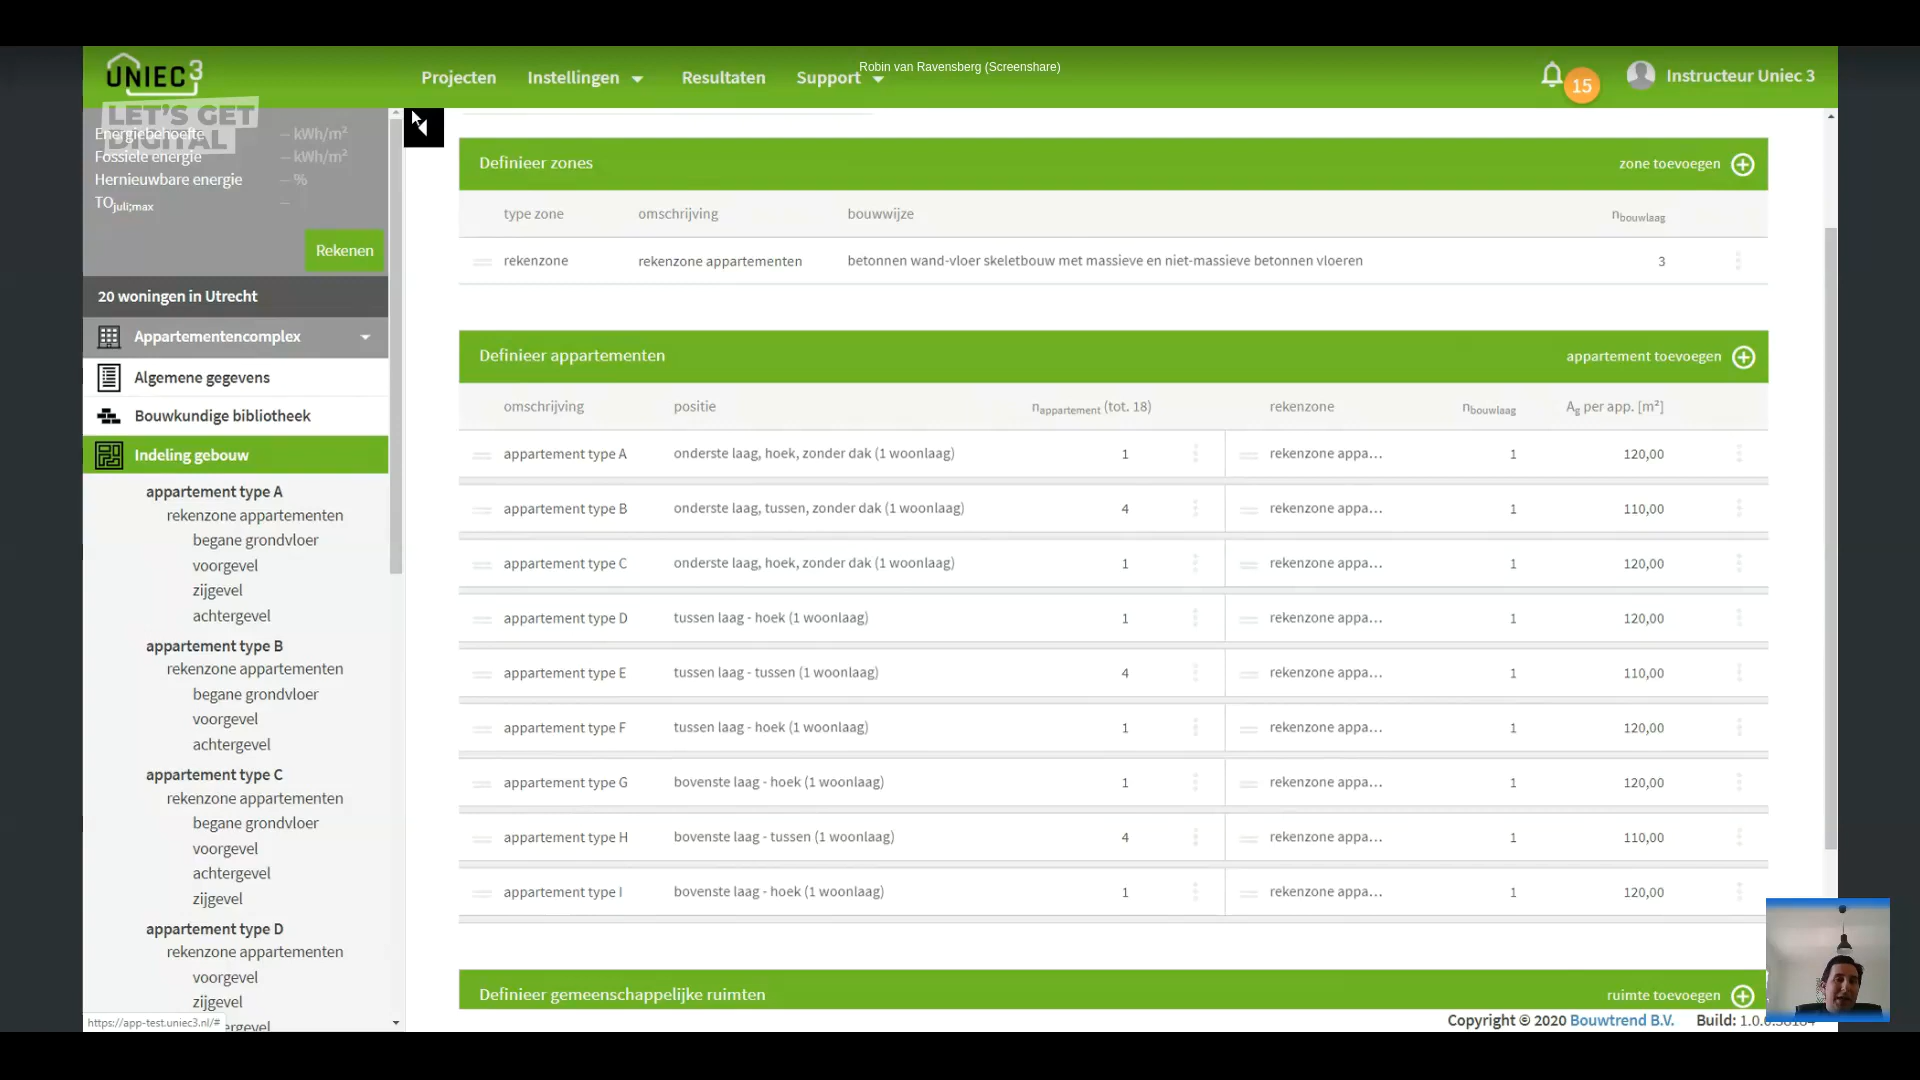 UNIEC 3
Projecten Instellingen Resultaten Support
Robin van Ravensberg (Screenshare)
15 Instructeur Uniec 3
LET'S GET
DIGITAL
Energiebehoefte -- kWh/m²
Fossiele energie -- kWh/m²
Hernieuwbare energie -- %
TOjuli;max --
Rekenen
20 woningen in Utrecht
Appartementencomplex
Algemene gegevens
Bouwkundige bibliotheek
Indeling gebouw
appartement type A
rekenzone appartementen
begane grondvloer
voorgevel
zijgevel
achtergevel
appartement type B
rekenzone appartementen
begane grondvloer
voorgevel
achtergevel
appartement type C
rekenzone appartementen
begane grondvloer
voorgevel
achtergevel
zijgevel
appartement type D
rekenzone appartementen
voorgevel
zijgevel
https://app-test.uniec3.nl/#
Definieer zones zone toevoegen
type zone omschrijving bouwwijze nbouwlaag
rekenzone rekenzone appartementen betonnen wand-vloer skeletbouw met massieve en niet-massieve betonnen vloeren 3
Definieer appartementen appartement toevoegen
omschrijving positie nappartement (tot. 18) rekenzone nbouwlaag Ag per app. [m²]
appartement type A onderste laag, hoek, zonder dak (1 woonlaag) 1 rekenzone appa... 1 120,00
appartement type B onderste laag, tussen, zonder dak (1 woonlaag) 4 rekenzone appa... 1 110,00
appartement type C onderste laag, hoek, zonder dak (1 woonlaag) 1 rekenzone appa... 1 120,00
appartement type D tussen laag - hoek (1 woonlaag) 1 rekenzone appa... 1 120,00
appartement type E tussen laag - tussen (1 woonlaag) 4 rekenzone appa... 1 110,00
appartement type F tussen laag - hoek (1 woonlaag) 1 rekenzone appa... 1 120,00
appartement type G bovenste laag - hoek (1 woonlaag) 1 rekenzone appa... 1 120,00
appartement type H bovenste laag - tussen (1 woonlaag) 4 rekenzone appa... 1 110,00
appartement type I bovenste laag - hoek (1 woonlaag) 1 rekenzone appa... 1 120,00
Definieer gemeenschappelijke ruimten ruimte toevoegen
Copyright © 2020 Bouwtrend B.V. Build: